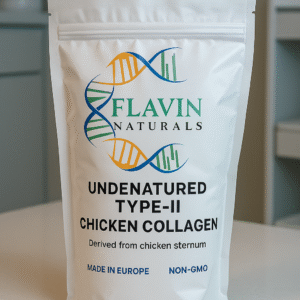 FLAVIN
NATURALS
UNDENATURED
TYPE-II
CHICKEN COLLAGEN
Derived from chicken sternum
MADE IN EUROPE NON-GMO